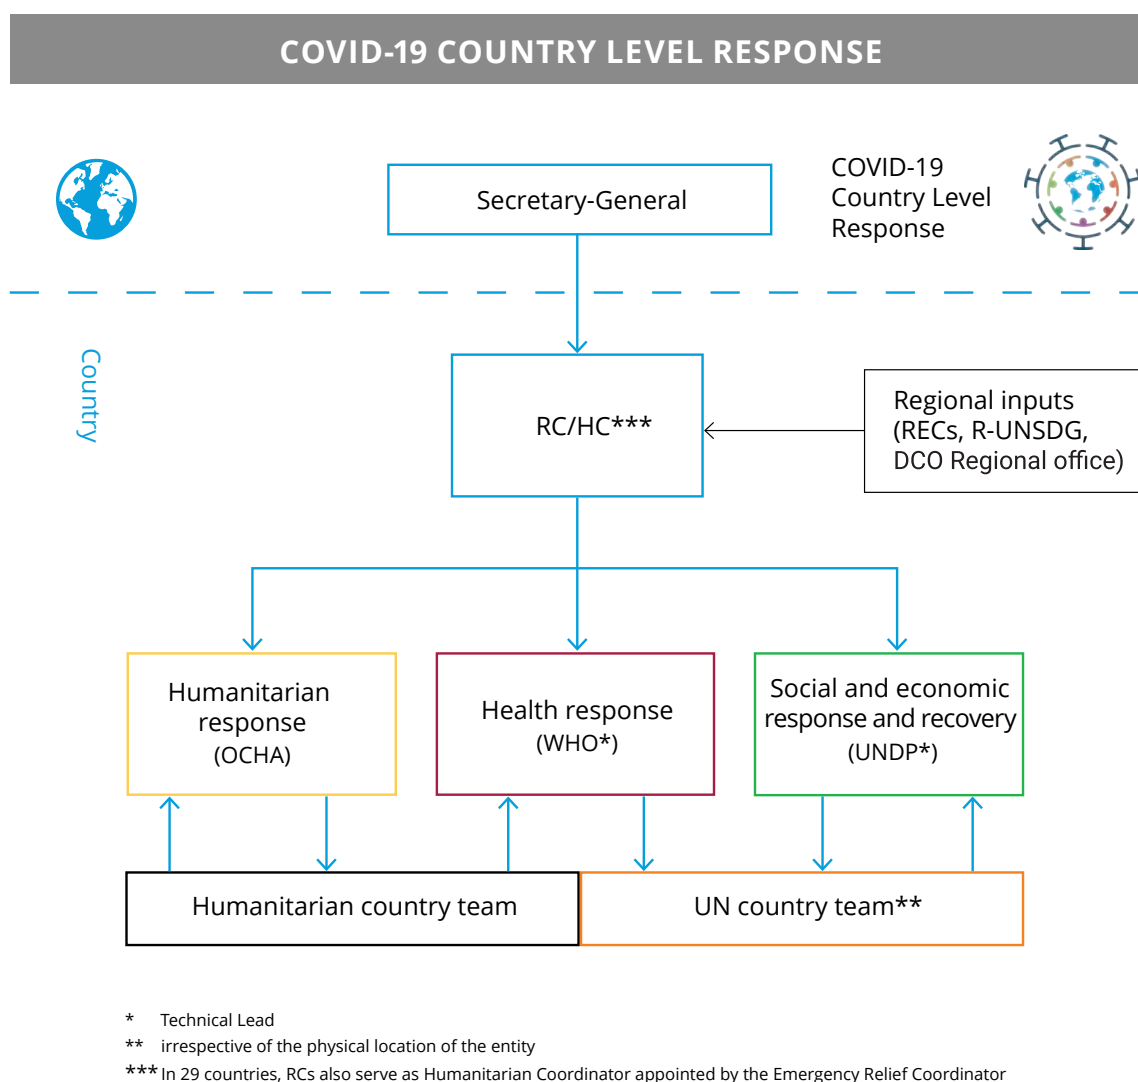 COVID-19 COUNTRY LEVEL RESPONSE
Secretary-General
COVID-19
Country Level
Response
Country
RC/HC***
Regional inputs
(RECs, R-UNSDG,
DCO Regional office)
Humanitarian
response
(OCHA)
Health response
(WHO*)
Social and economic
response and recovery
(UNDP*)
Humanitarian country team
UN country team**
* Technical Lead
** irrespective of the physical location of the entity
*** In 29 countries, RCs also serve as Humanitarian Coordinator appointed by the Emergency Relief Coordinator